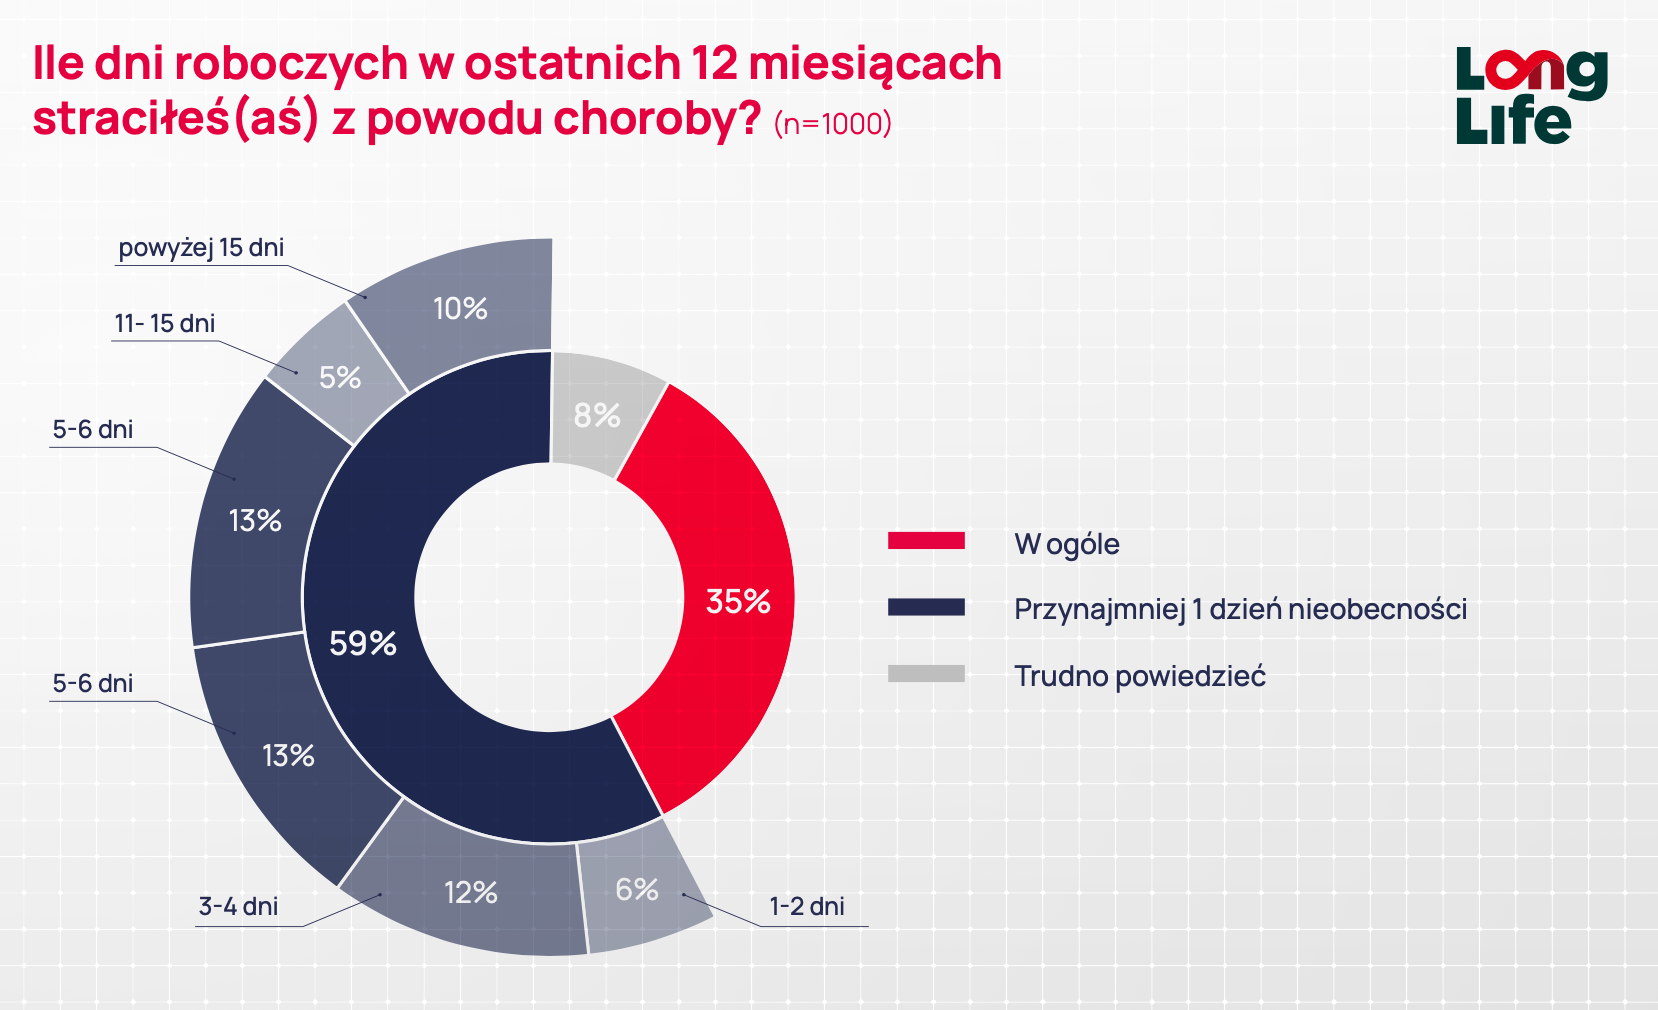 Ile dni roboczych w ostatnich 12 miesiącach
straciłeś(aś) z powodu choroby? (n=1000)
Long
Life
powyżej 15 dni
10%
11- 15 dni
5%
8%
5-6 dni
13%
W ogóle
35%
Przynajmniej 1 dzień nieobecności
59%
Trudno powiedzieć
5-6 dni
13%
3-4 dni
12%
6%
1-2 dni